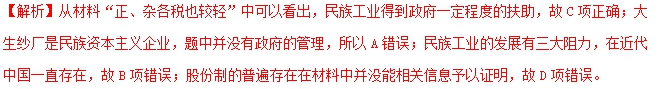 【解析】从材料“正、杂各税也较轻”中可以看出，民族工业得到政府一定程度的扶助，故 C 项正确；大
生纱厂是民族资本主义企业，题中并没有政府的管理，所以 A 错误；民族工业的发展有三大阻力，在近代
中国一直存在，故 B 项错误；股份制的普遍存在在材料中并没能相关信息予以证明，故 D 项错误。